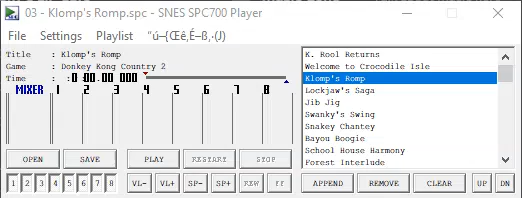 03 - Klomp's Romp.spc - SNES SPC700 Player
File Settings Playlist “ú–{Œê‚É–ß‚·(J)
Title : Klomp's Romp
Game : Donkey Kong Country 2
Time : :0:00.00 000
MIXER 1 2 3 4 5 6 7 8
OPEN SAVE PLAY RESTART STOP
1 2 3 4 5 6 7 8 VL- VL+ SP- SP+ REW FF
K. Rool Returns
Welcome to Crocodile Isle
Klomp's Romp
Lockjaw's Saga
Jib Jig
Swanky's Swing
Snakey Chantey
Bayou Boogie
School House Harmony
Forest Interlude
APPEND REMOVE CLEAR UP DN